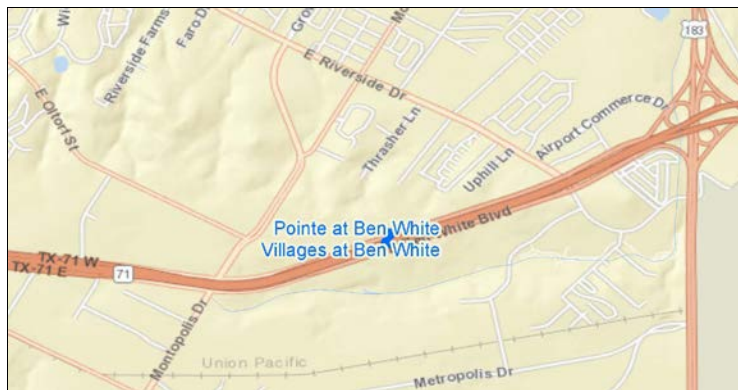 183
Riverside Farms
Faro Dr
E Riverside Dr
E Oltorf St
Thrasher Ln
Uphill Ln
Airport Commerce Dr
Pointe at Ben White
Villages at Ben White
White Blvd
TX-71 W
TX-71 E
71
Montopolis Dr
Union Pacific
Metropolis Dr